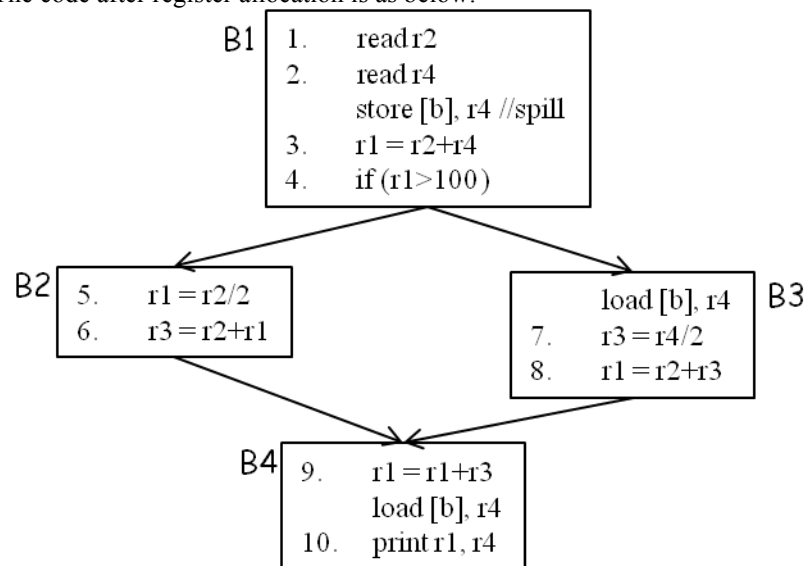 The code after register allocation is as below:
B1
1. read r2
2. read r4
store [b], r4 //spill
3. r1 = r2+r4
4. if (r1>100)
B2
5. r1 = r2/2
6. r3 = r2+r1
B3
load [b], r4
7. r3 = r4/2
8. r1 = r2+r3
B4
9. r1 = r1+r3
load [b], r4
10. print r1, r4